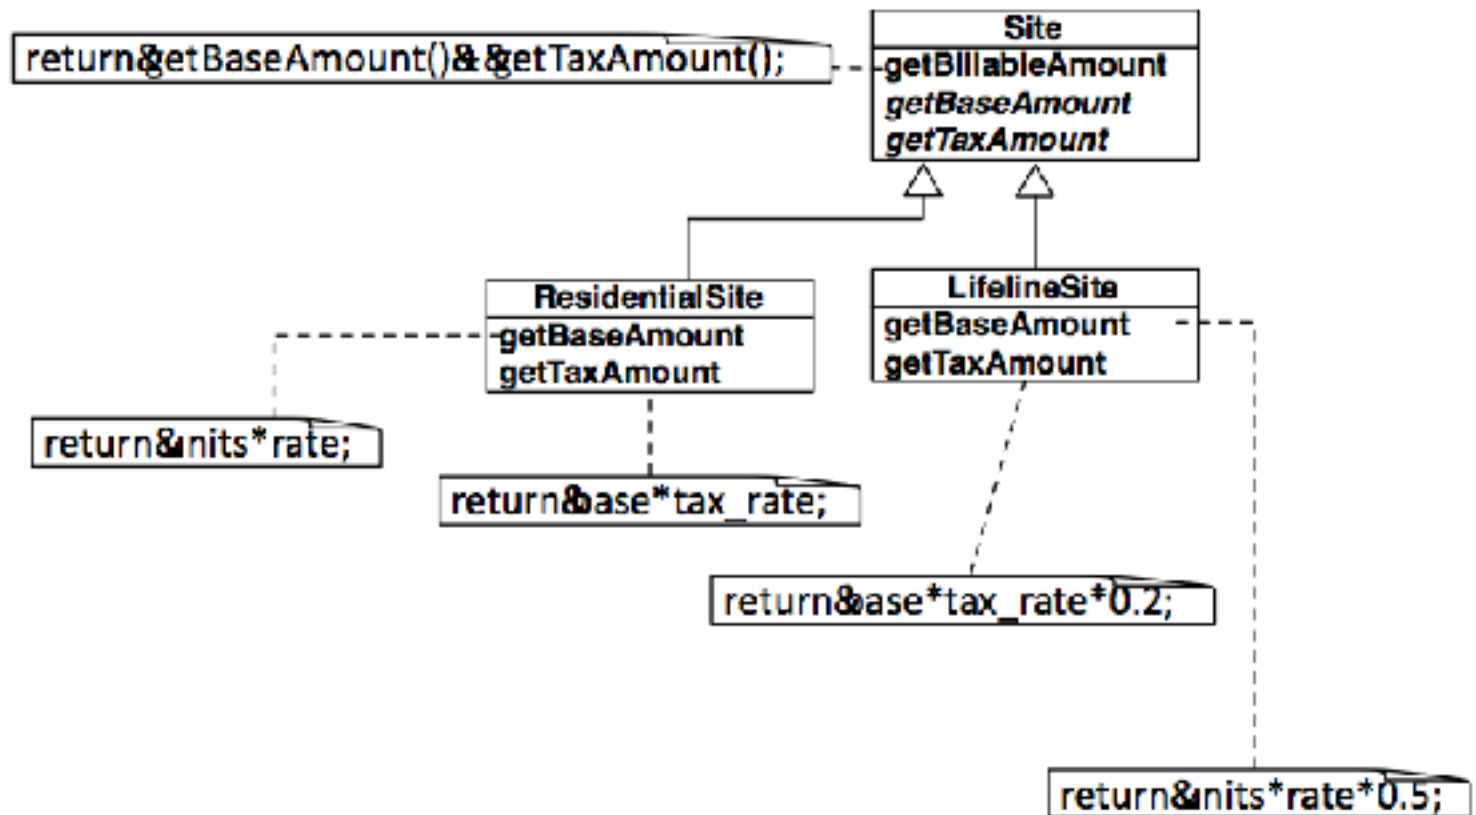 Site
return&getBaseAmount()& &getTaxAmount();
getBillableAmount
getBaseAmount
getTaxAmount
ResidentialSite
getBaseAmount
getTaxAmount
LifelineSite
getBaseAmount
getTaxAmount
return&units*rate;
return&base*tax_rate;
return&base*tax_rate*0.2;
return&units*rate*0.5;